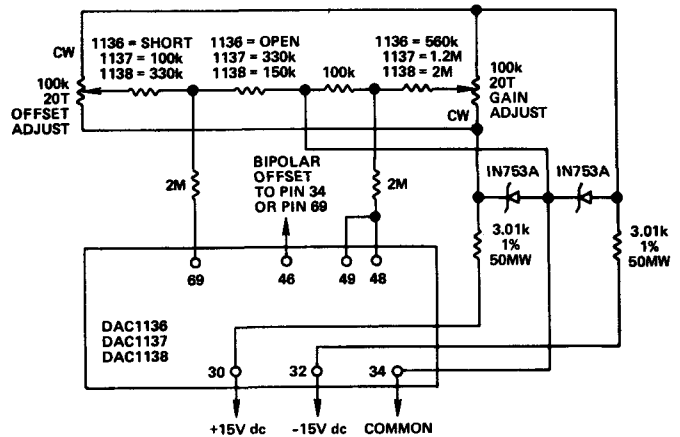 CW
1136 = SHORT
1137 = 100k
1138 = 330k
1136 = OPEN
1137 = 330k
1138 = 150k
100k
1136 = 560k
1137 = 1.2M
1138 = 2M
100k
20T
OFFSET
ADJUST
100k
20T
GAIN
ADJUST
CW
2M
BIPOLAR
OFFSET
TO PIN 34
OR PIN 69
2M
IN753A
IN753A
3.01k
1%
50MW
3.01k
1%
50MW
69
46
49
48
DAC1136
DAC1137
DAC1138
30
32
34
+15V dc
-15V dc
COMMON